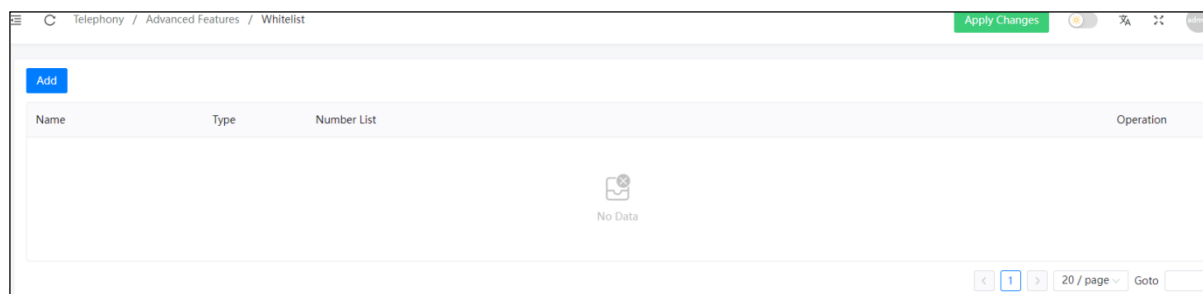 Telephony / Advanced Features / Whitelist Apply Changes
Add
Name Type Number List Operation
No Data
1 20 / page Goto